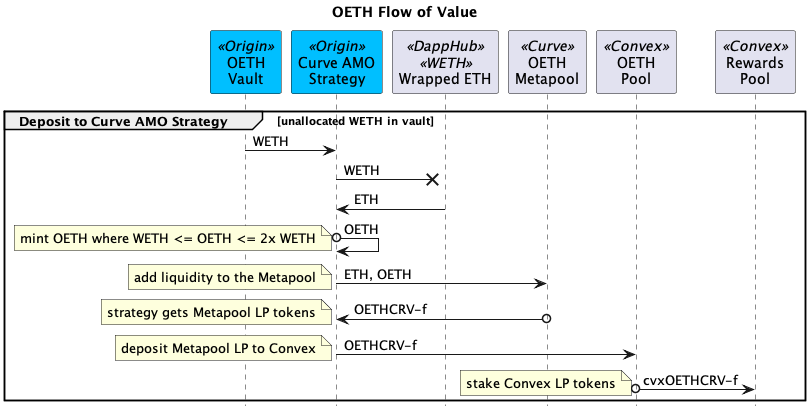 OETH Flow of Value
«Origin»
OETH
Vault
«Origin»
Curve AMO
Strategy
«DappHub»
«WETH»
Wrapped ETH
«Curve»
OETH
Metapool
«Convex»
OETH
Pool
«Convex»
Rewards
Pool
Deposit to Curve AMO Strategy [unallocated WETH in vault]
WETH
WETH
ETH
mint OETH where WETH <= OETH <= 2x WETH
OETH
add liquidity to the Metapool
ETH, OETH
strategy gets Metapool LP tokens
OETHCRV-f
deposit Metapool LP to Convex
OETHCRV-f
stake Convex LP tokens
cvxOETHCRV-f